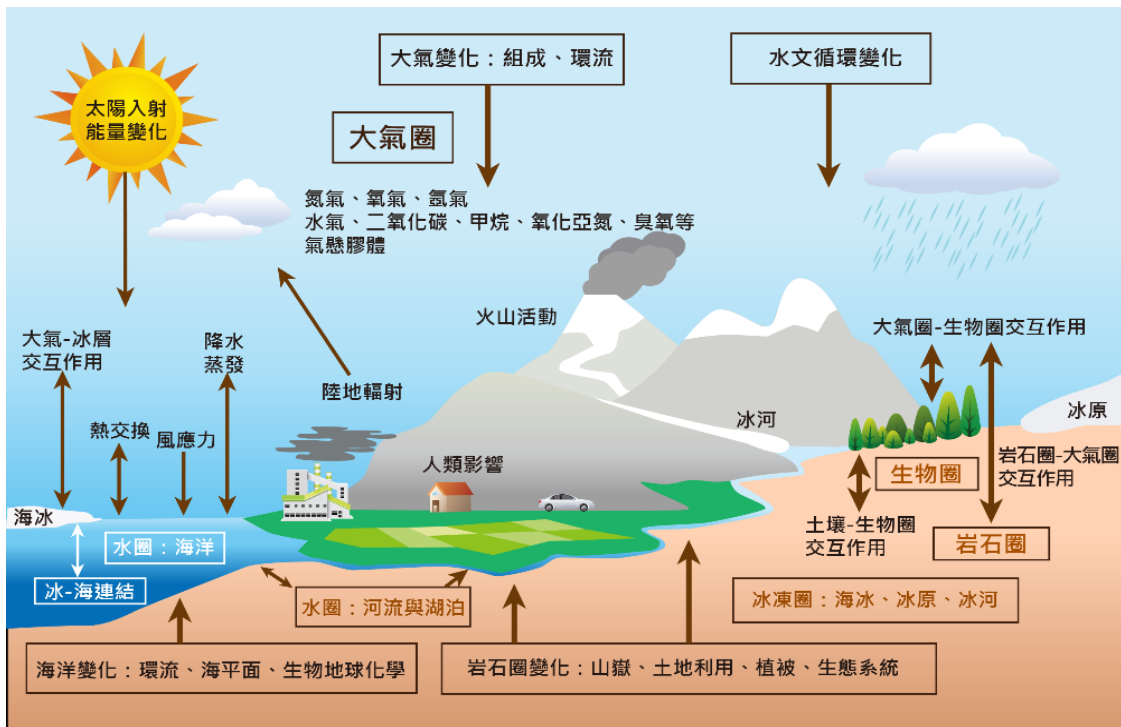 大氣變化：組成、環流
水文循環變化
太陽入射
能量變化
大氣圈
氮氣、氧氣、氬氣
水氣、二氧化碳、甲烷、氧化亞氮、臭氧等
氣懸膠體
火山活動
大氣圈-生物圈交互作用
大氣-冰層
交互作用
降水
蒸發
陸地輻射
熱交換
風應力
冰河
冰原
人類影響
生物圈
岩石圈-大氣圈
交互作用
海冰
水圈：海洋
土壤-生物圈
交互作用
岩石圈
冰-海連結
水圈：河流與湖泊
冰凍圈：海冰、冰原、冰河
海洋變化：環流、海平面、生物地球化學
岩石圈變化：山嶽、土地利用、植被、生態系統